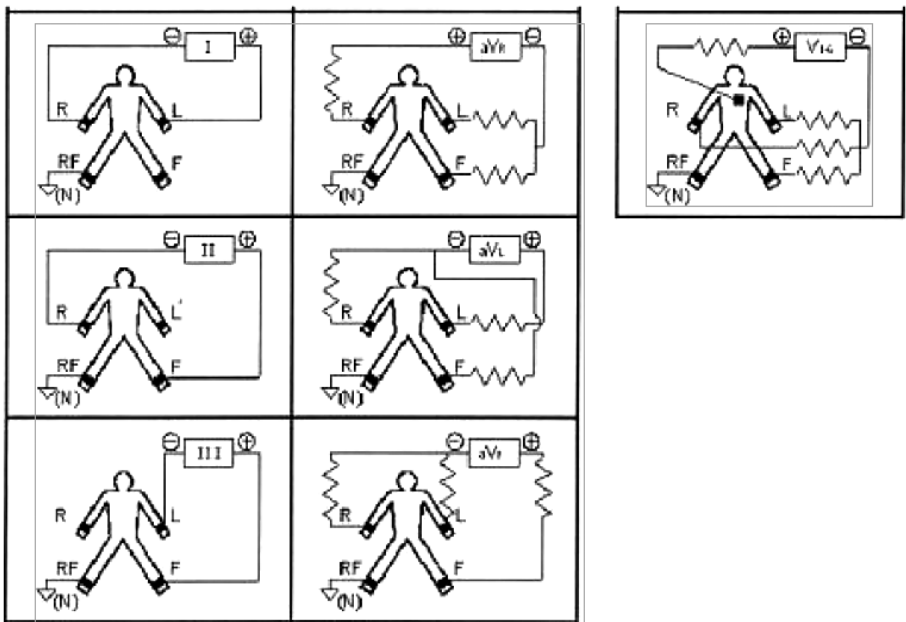 ⊖ I ⊕
R L
RF F
(N)
⊕ aVR ⊖
R L
RF F
(N)
⊕ V1-6 ⊖
R L
RF F
(N)
⊖ II ⊕
R L'
RF F
(N)
⊖ aVL ⊕
R L
RF F
(N)
⊖ III ⊕
R L
RF F
(N)
⊖ aVF ⊕
R L
RF F
(N)